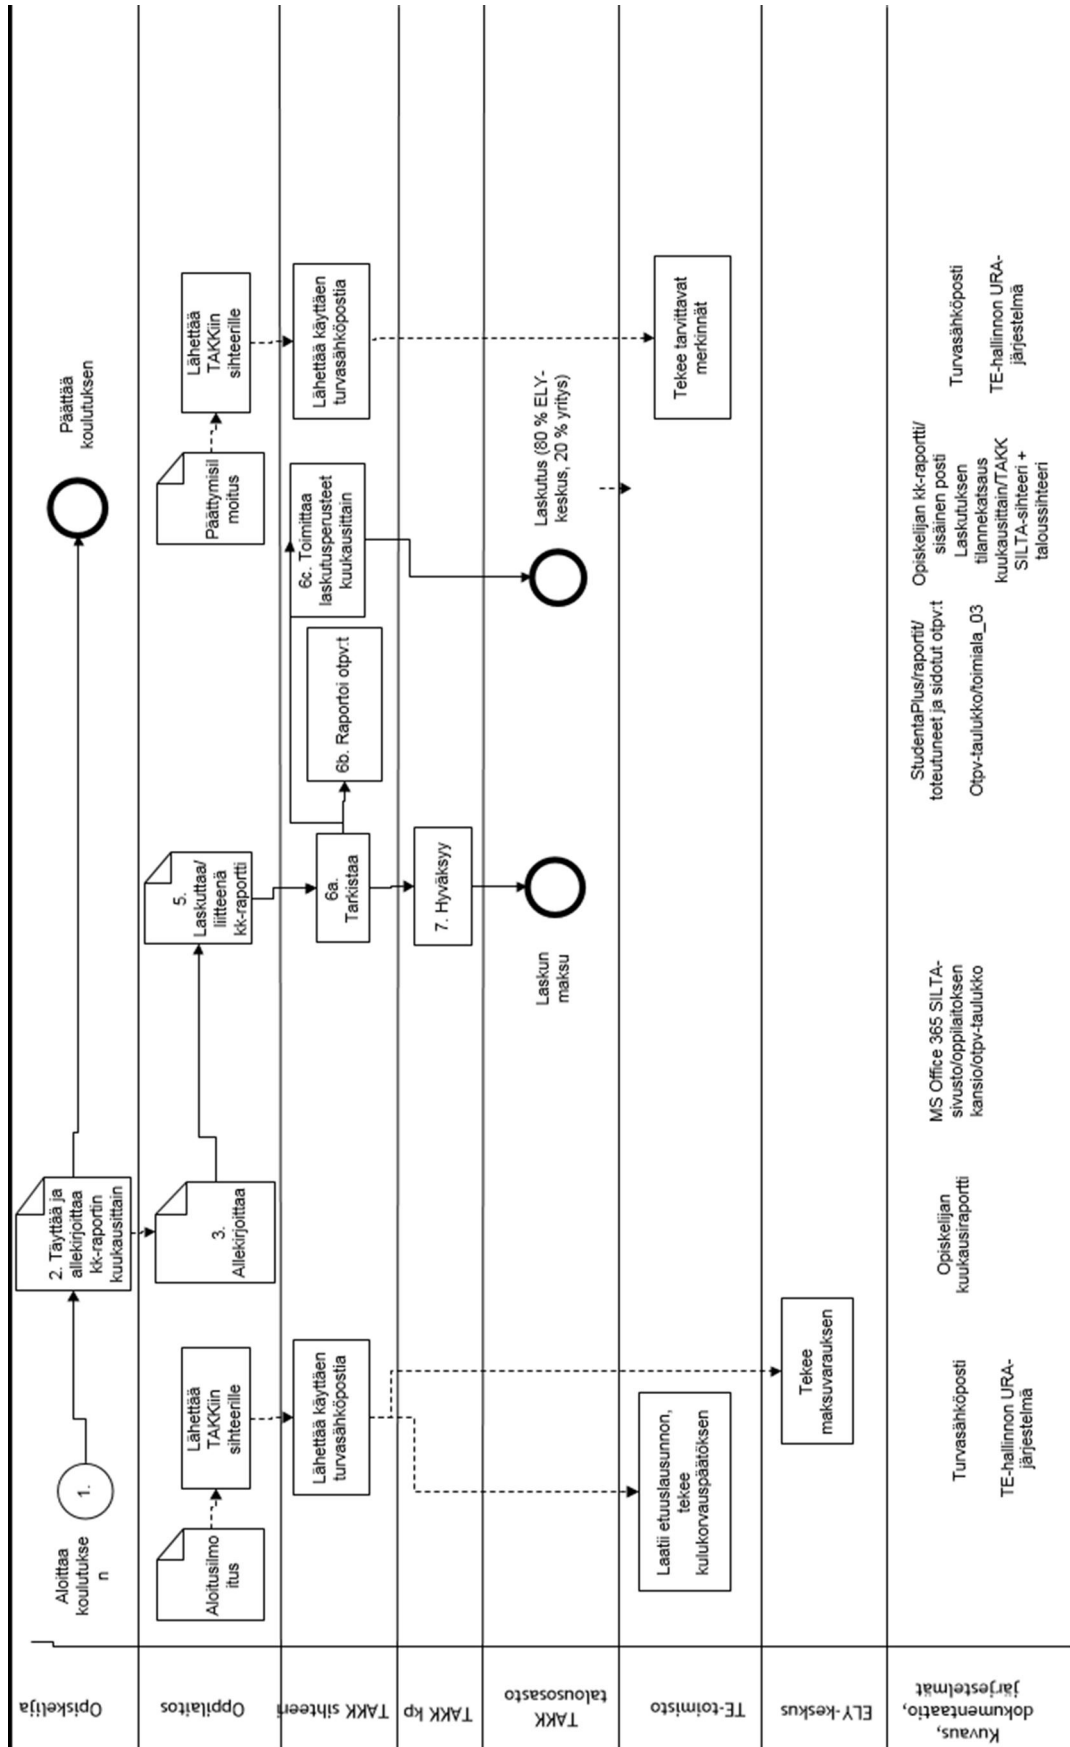 Opiskelija
Aloittaa
koulutukse
n
1.
2. Täyttää ja
allekirjoittaa
kk-raportin
kuukausittain
Päättää
koulutuksen
Oppilaitos
Aloitusilmo
itus
Lähettää
TAKKiin
sihteerille
3.
Allekirjoittaa
5.
Laskuttaa/
liitteenä
kk-raportti
Päättymisil
moitus
Lähettää
TAKKiin
sihteerille
TAKK sihteeri
Lähettää käyttäen
turvasähköpostia
6a.
Tarkistaa
6b. Raportoi otpv:t
6c. Toimittaa
laskutusperusteet
kuukausittain
Lähettää käyttäen
turvasähköpostia
TAKK kp
7. Hyväksyy
TAKK
talousosasto
Laskun
maksu
Laskutus (80 % ELY-
keskus, 20 % yritys)
TE-toimisto
Laatii etuuslausunnon,
tekee
kulukorvauspäätöksen
Tekee tarvittavat
merkinnät
ELY-keskus
Tekee
maksuvarauksen
Kuvaus,
dokumentaatio,
järjestelmät
Turvasähköposti
TE-hallinnon URA-
järjestelmä
Opiskelijan
kuukausiraportti
MS Office 365 SILTA-
sivusto/oppilaitoksen
kansio/otpv-taulukko
StudentaPlus/raportit/
toteutuneet ja sidotut otpv:t
Otpv-taulukko/toimiala_03
Opiskelijan kk-raportti/
sisäinen posti
Laskutuksen
tilannekatsaus
kuukausittain/TAKK
SILTA-sihteeri +
taloussihteeri
Turvasähköposti
TE-hallinnon URA-
järjestelmä